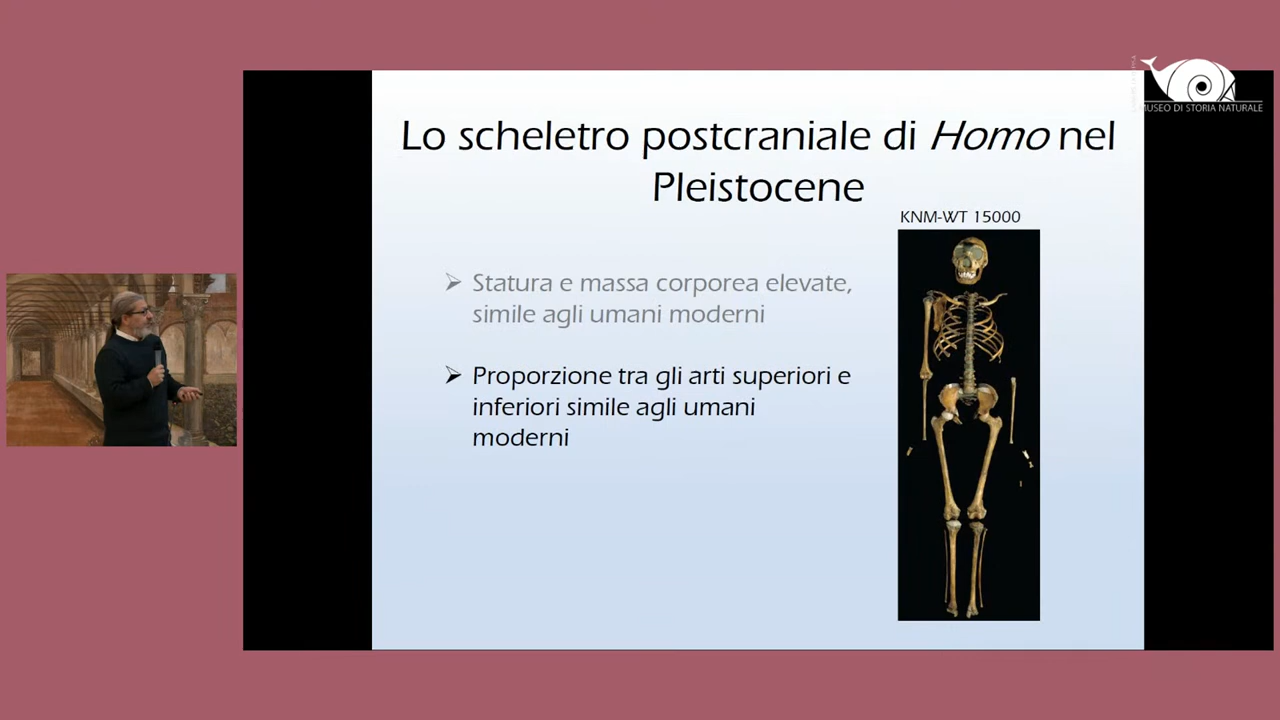 MUSEO DI STORIA NATURALE
Lo scheletro postcraniale di Homo nel
Pleistocene
KNM-WT 15000
Statura e massa corporea elevate,
simile agli umani moderni
Proporzione tra gli arti superiori e
inferiori simile agli umani
moderni